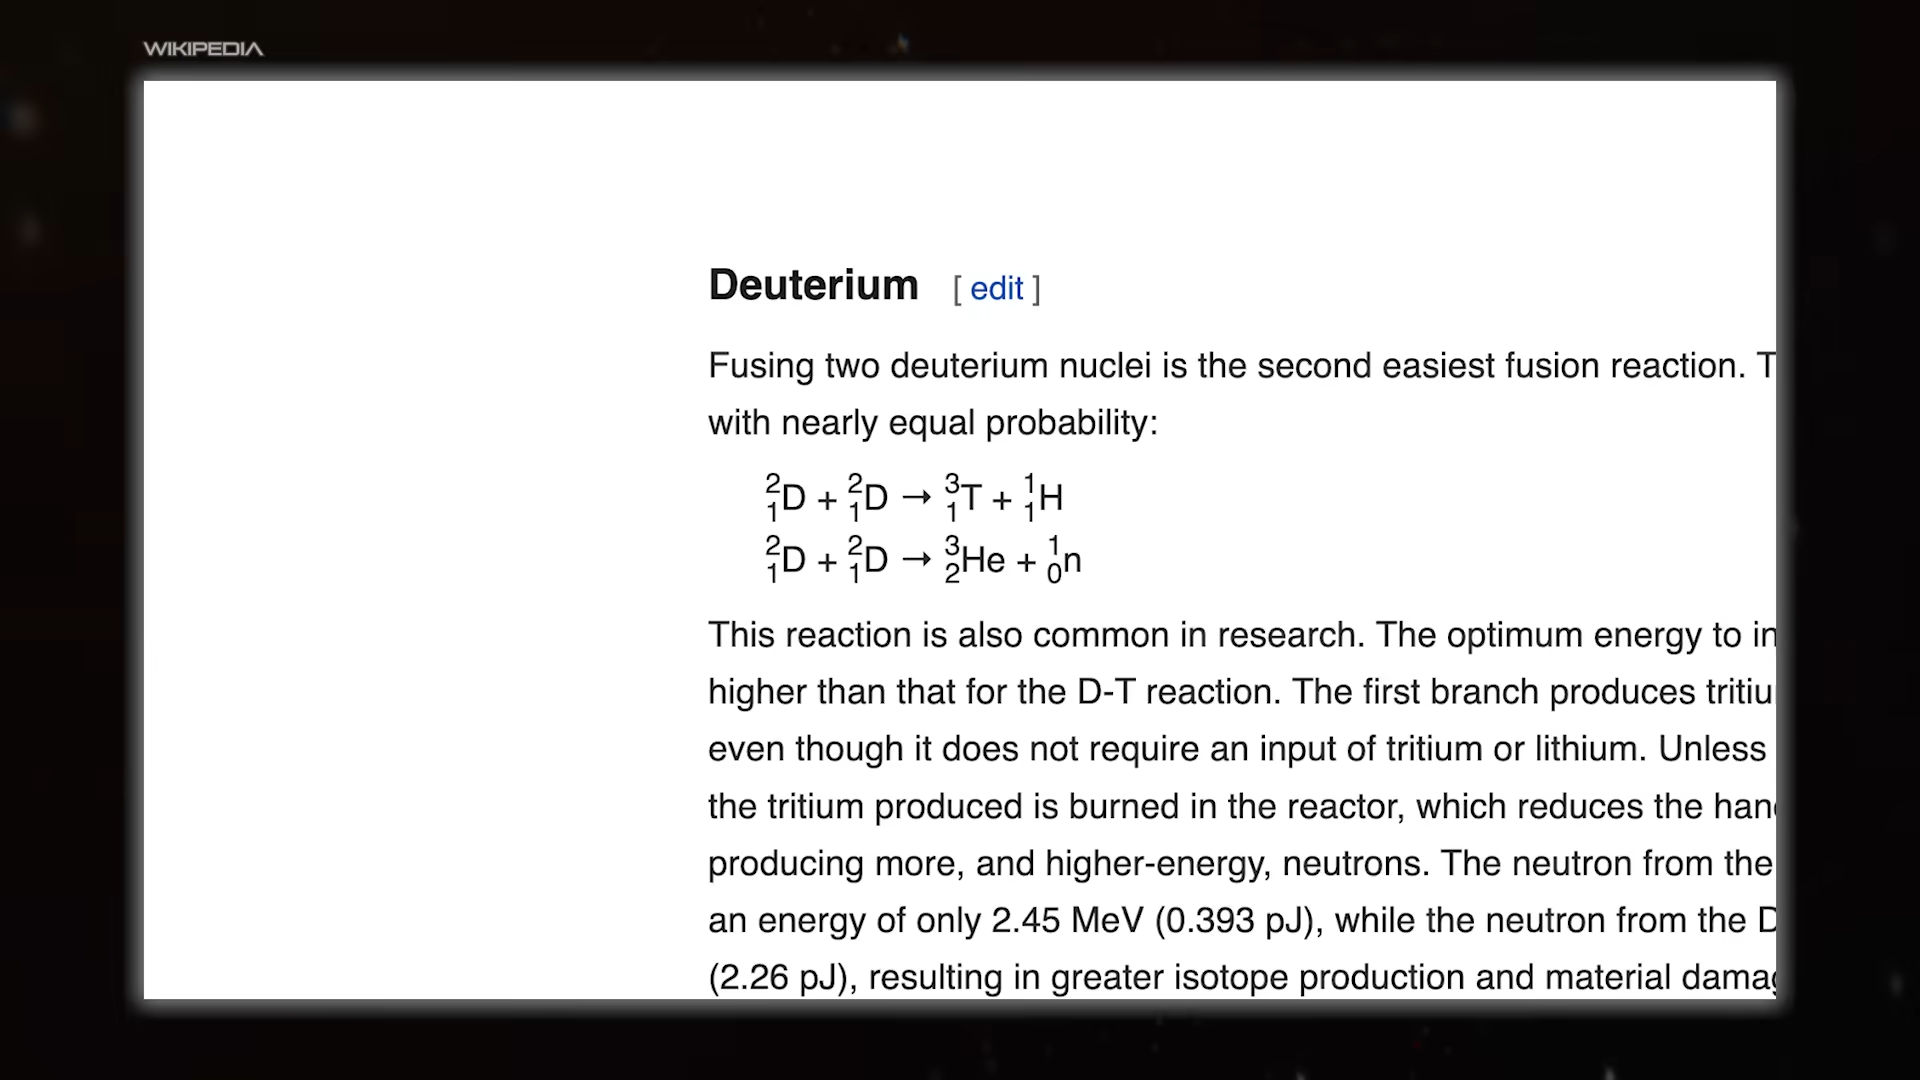 WIKIPEDIA
Deuterium [ edit ]
Fusing two deuterium nuclei is the second easiest fusion reaction. T
with nearly equal probability:
²₁D + ²₁D → ³₁T + ¹₁H
²₁D + ²₁D → ³₂He + ¹₀n
This reaction is also common in research. The optimum energy to in
higher than that for the D-T reaction. The first branch produces tritiu
even though it does not require an input of tritium or lithium. Unless
the tritium produced is burned in the reactor, which reduces the han
producing more, and higher-energy, neutrons. The neutron from the
an energy of only 2.45 MeV (0.393 pJ), while the neutron from the D
(2.26 pJ), resulting in greater isotope production and material damag